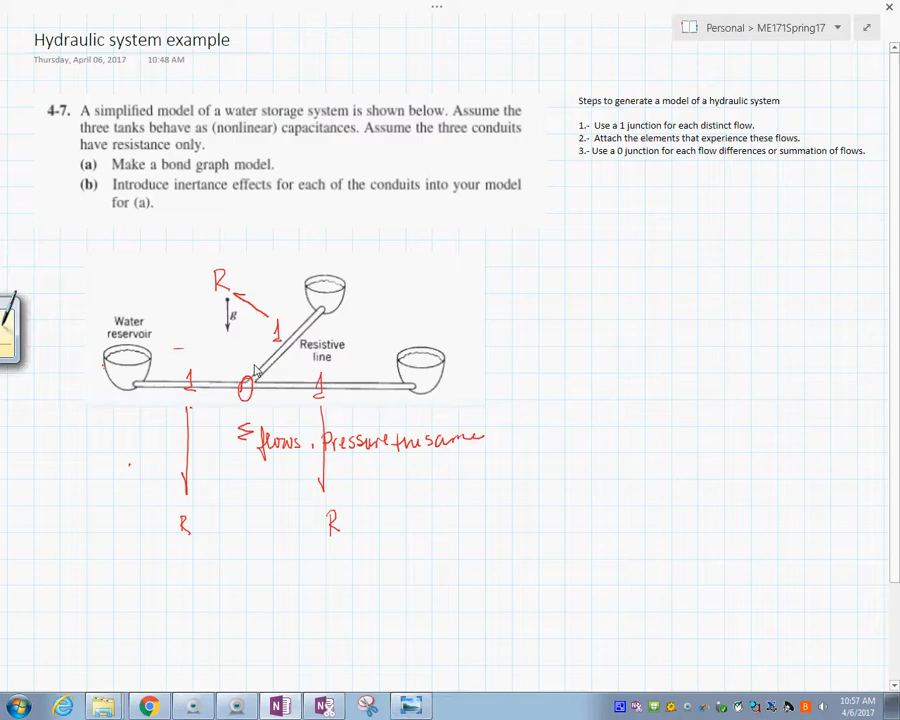 Personal > ME171Spring17
Hydraulic system example
Thursday, April 06, 2017 10:48 AM
4-7. A simplified model of a water storage system is shown below. Assume the
three tanks behave as (nonlinear) capacitances. Assume the three conduits
have resistance only.
(a) Make a bond graph model.
(b) Introduce inertance effects for each of the conduits into your model
for (a).
Steps to generate a model of a hydraulic system
1.- Use a 1 junction for each distinct flow.
2.- Attach the elements that experience these flows.
3.- Use a 0 junction for each flow differences or summation of flows.
R
g
1
Water
reservoir
Resistive
line
1 0 1
Σ flows, Pressure the same
R R
10:57 AM
4/6/2017